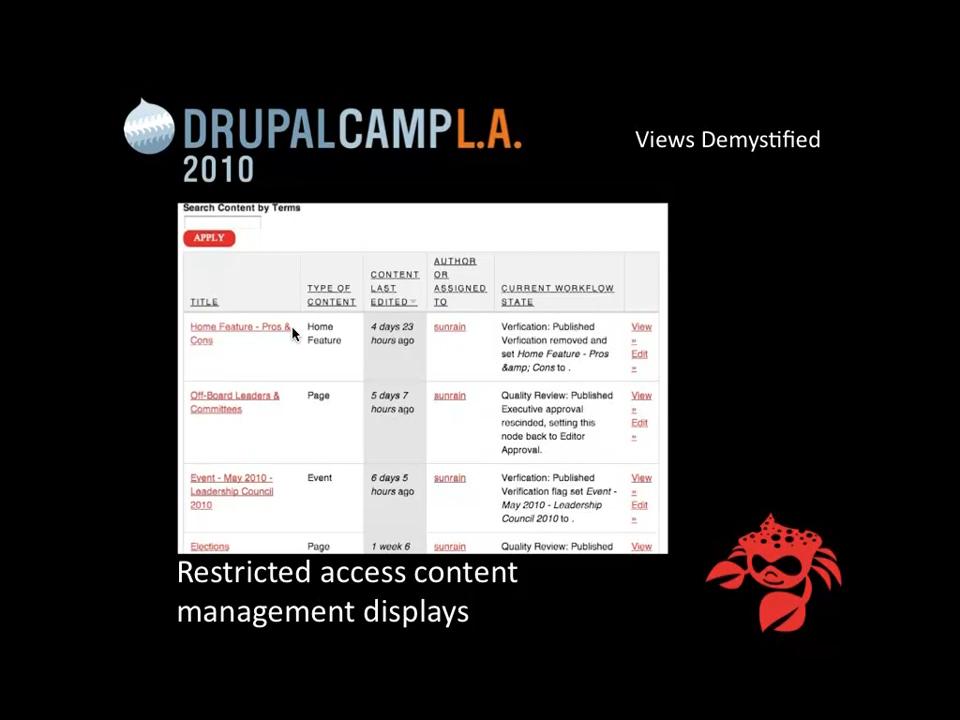 DRUPALCAMP L.A.
2010
Views Demystified
Search Content by Terms
APPLY
TITLE
TYPE OF
CONTENT
CONTENT
LAST
EDITED
AUTHOR
OR
ASSIGNED
TO
CURRENT WORKFLOW
STATE
Home Feature - Pros &
Cons
Home
Feature
4 days 23
hours ago
sunrain
Verfication: Published
Verfication removed and
set Home Feature - Pros
&amp; Cons to .
View
»
Edit
»
Off-Board Leaders &
Committees
Page
5 days 7
hours ago
sunrain
Quality Review: Published
Executive approval
rescinded, setting this
node back to Editor
Approval.
View
»
Edit
»
Event - May 2010 -
Leadership Council
2010
Event
6 days 5
hours ago
sunrain
Verfication: Published
Verification flag set Event -
May 2010 - Leadership
Council 2010 to .
View
»
Edit
»
Elections
Page
1 week 6
sunrain
Quality Review: Published
View
Restricted access content
management displays